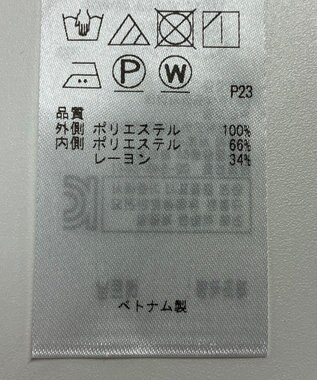 P W
P23
品質
外側 ポリエステル 100%
内側 ポリエステル 66%
レーヨン 34%
ベトナム製